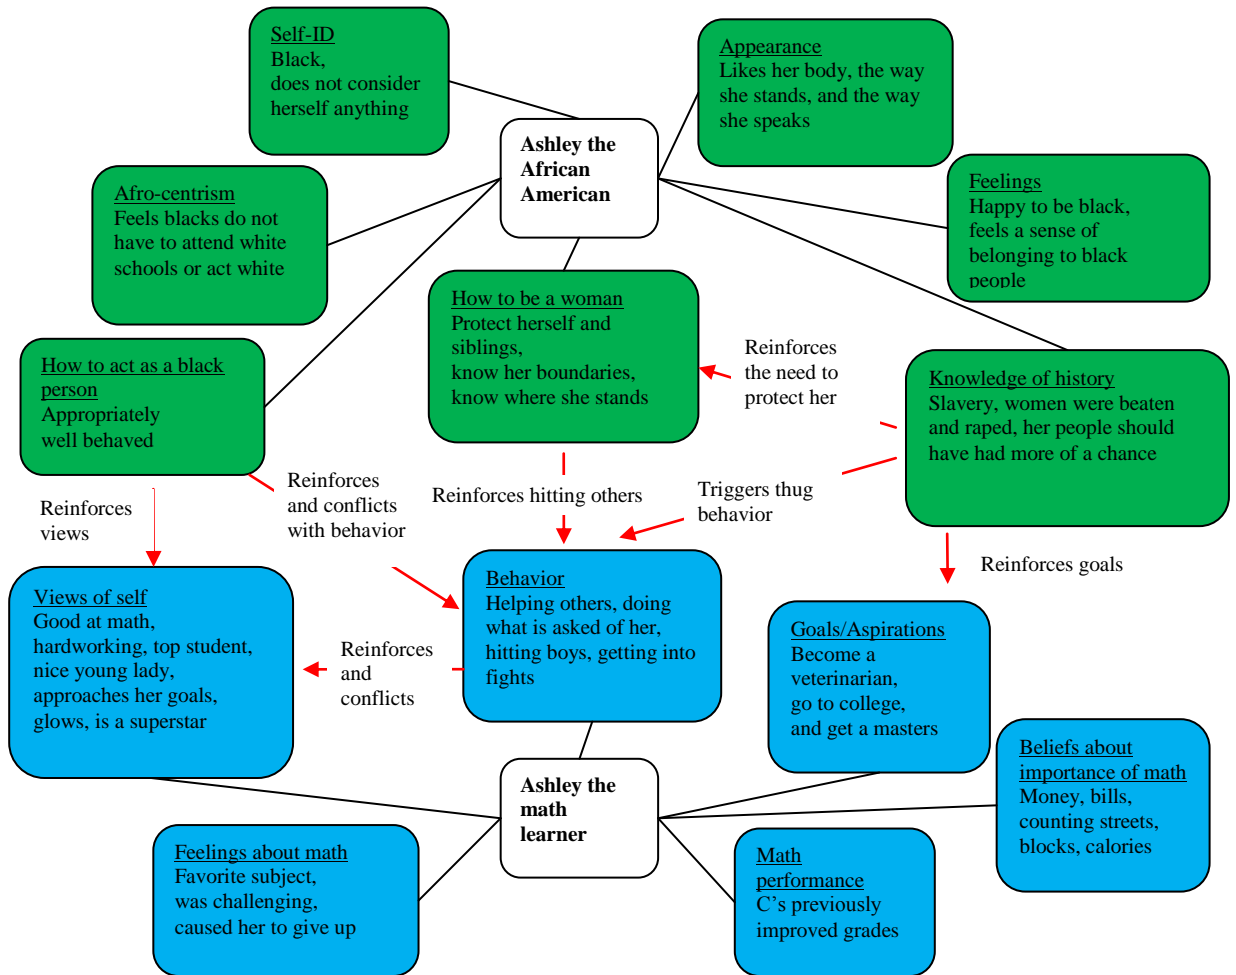 Self-ID
Black,
does not consider
herself anything
Appearance
Likes her body, the way
she stands, and the way
she speaks
Ashley the
African
American
Afro-centrism
Feels blacks do not
have to attend white
schools or act white
Feelings
Happy to be black,
feels a sense of
belonging to black
people
How to be a woman
Protect herself and
siblings,
know her boundaries,
know where she stands
Reinforces
the need to
protect her
How to act as a black
person
Appropriately
well behaved
Knowledge of history
Slavery, women were beaten
and raped, her people should
have had more of a chance
Reinforces
views
Reinforces
and conflicts
with behavior
Reinforces hitting others
Triggers thug
behavior
Reinforces goals
Views of self
Good at math,
hardworking, top student,
nice young lady,
approaches her goals,
glows, is a superstar
Reinforces
and
conflicts
Behavior
Helping others, doing
what is asked of her,
hitting boys, getting into
fights
Goals/Aspirations
Become a
veterinarian,
go to college,
and get a masters
Beliefs about
importance of math
Money, bills,
counting streets,
blocks, calories
Ashley the
math
learner
Feelings about math
Favorite subject,
was challenging,
caused her to give up
Math
performance
C’s previously
improved grades